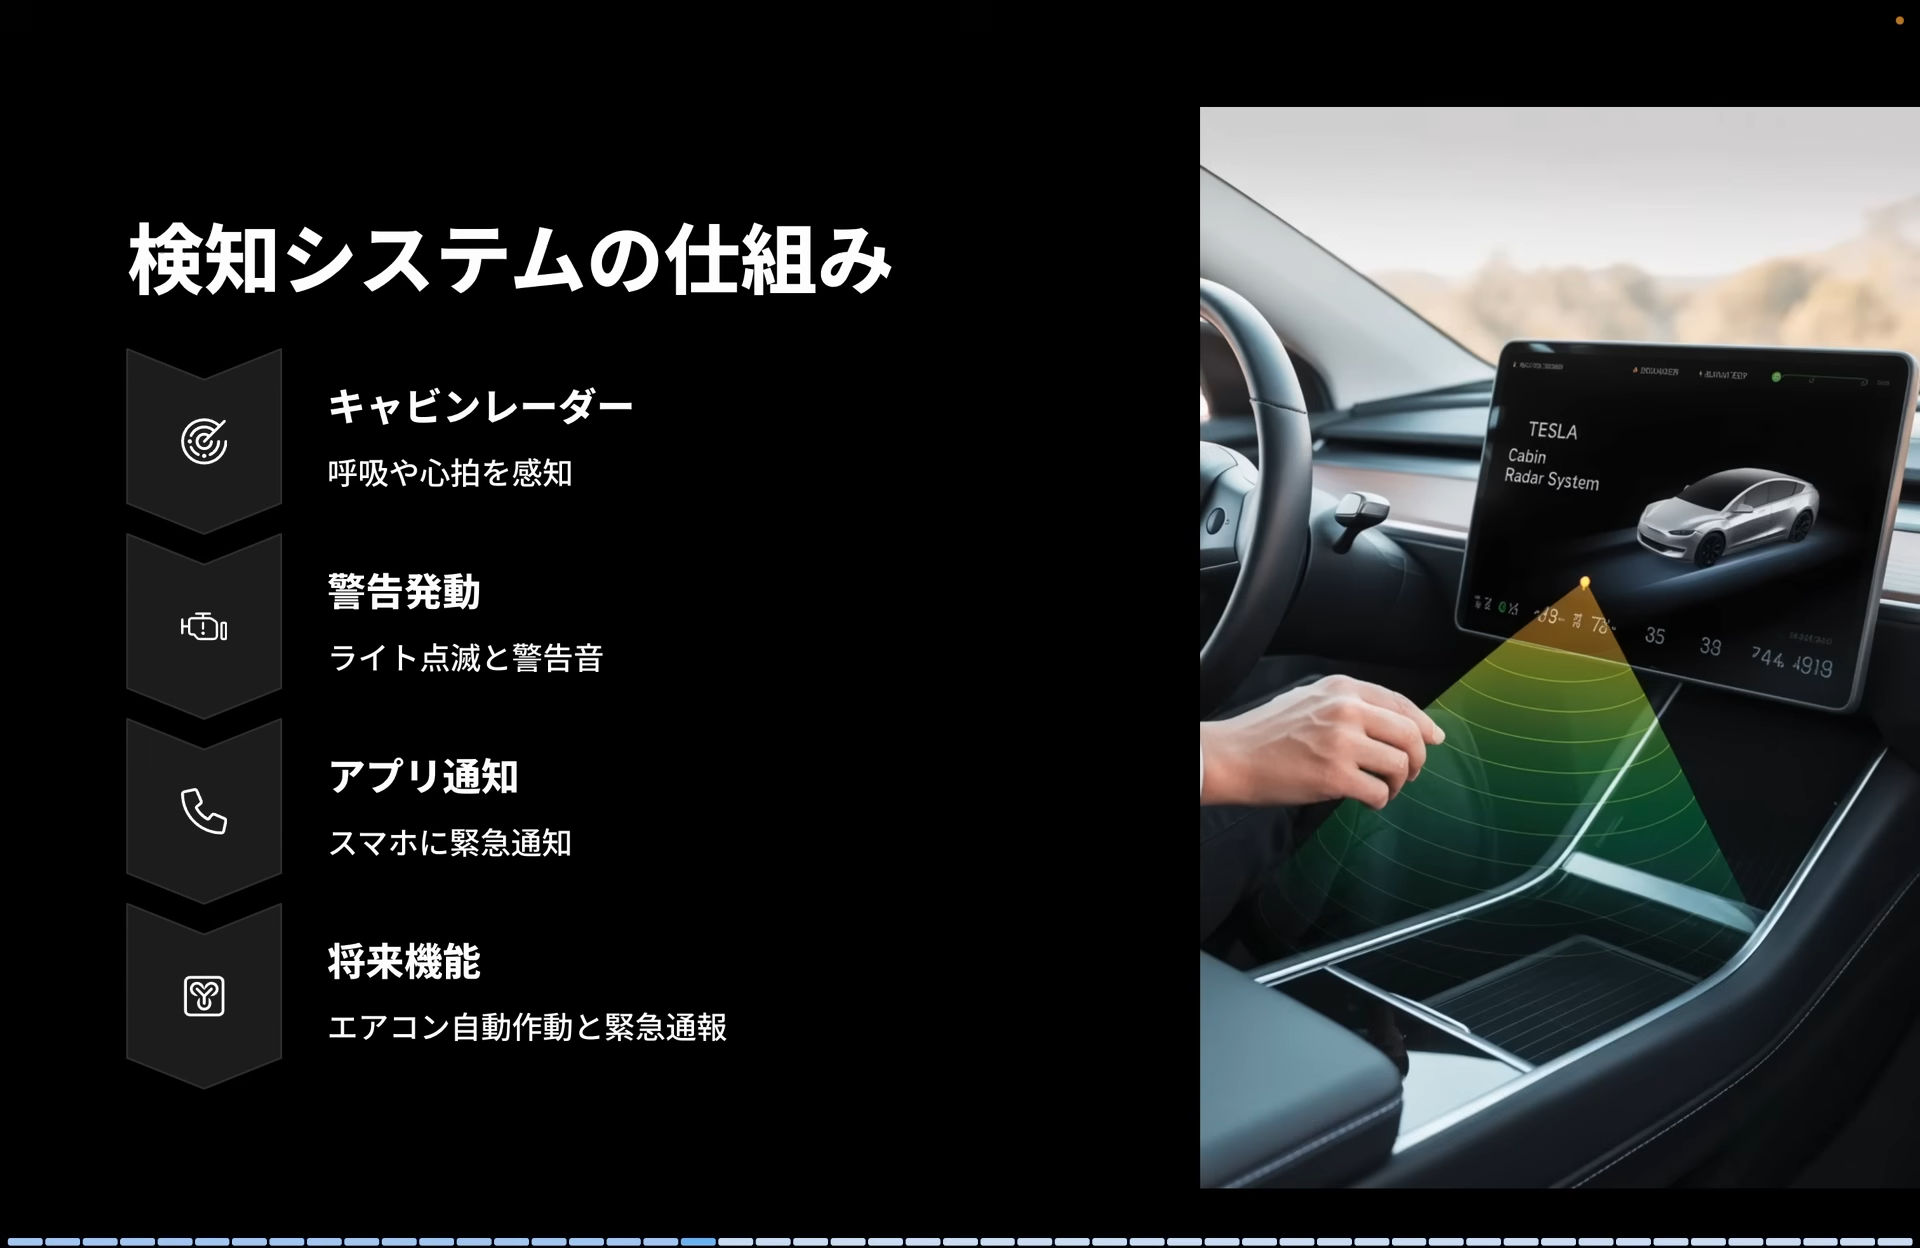 検知システムの仕組み
キャビンレーダー
呼吸や心拍を感知
警告発動
ライト点滅と警告音
アプリ通知
スマホに緊急通知
将来機能
エアコン自動作動と緊急通報
TESLA
Cabin
Radar System
35 39